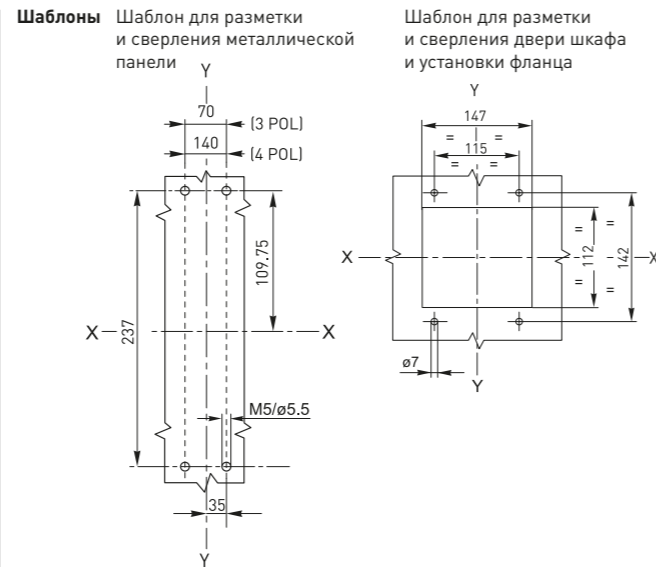 Шаблоны
Шаблон для разметки
и сверления металлической
панели
Y
70
(3 POL)
140
(4 POL)
109.75
X
237
X
M5/ø5.5
35
Y
Шаблон для разметки
и сверления двери шкафа
и установки фланца
Y
147
= =
115
= =
X
112
=
=
142
=
=
X
ø7
Y